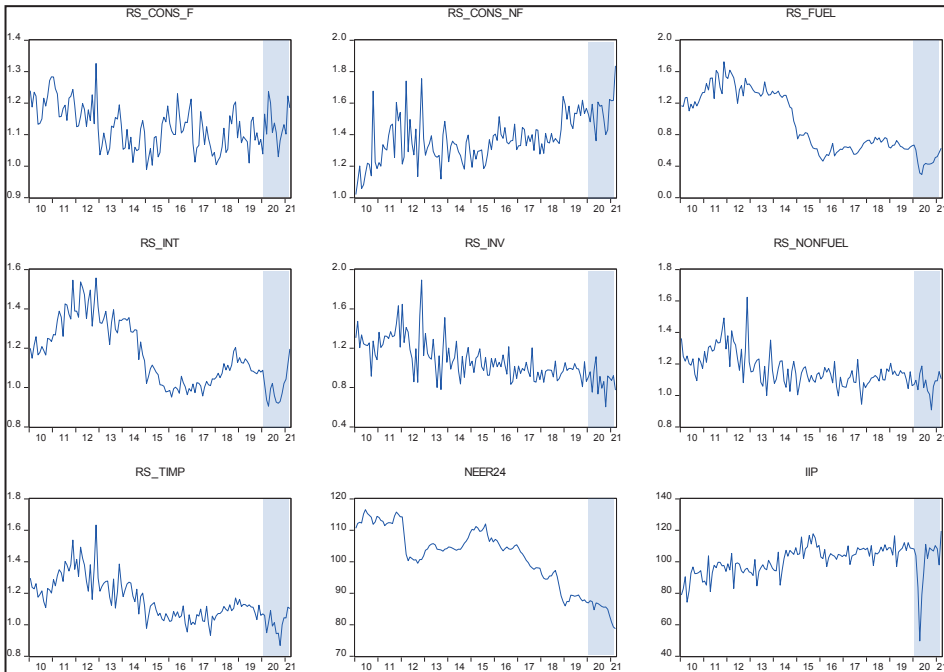 RS_CONS_F RS_CONS_NF RS_FUEL
1.4 2.0 2.0
1.3 1.8 1.6
1.2 1.6 1.2
1.1 1.4 0.8
1.0 1.2 0.4
0.9 1.0 0.0
10 11 12 13 14 15 16 17 18 19 20 21 10 11 12 13 14 15 16 17 18 19 20 21 10 11 12 13 14 15 16 17 18 19 20 21
RS_INT RS_INV RS_NONFUEL
1.6 2.0 1.8
1.4 1.6 1.6
1.2 1.2 1.4
1.0 0.8 1.2
0.8 0.4 1.0
0.8
10 11 12 13 14 15 16 17 18 19 20 21 10 11 12 13 14 15 16 17 18 19 20 21 10 11 12 13 14 15 16 17 18 19 20 21
RS_TIMP NEER24 IIP
1.8 120 140
1.6 110 120
1.4 100 100
1.2 90 80
1.0 80 60
0.8 70 40
10 11 12 13 14 15 16 17 18 19 20 21 10 11 12 13 14 15 16 17 18 19 20 21 10 11 12 13 14 15 16 17 18 19 20 21